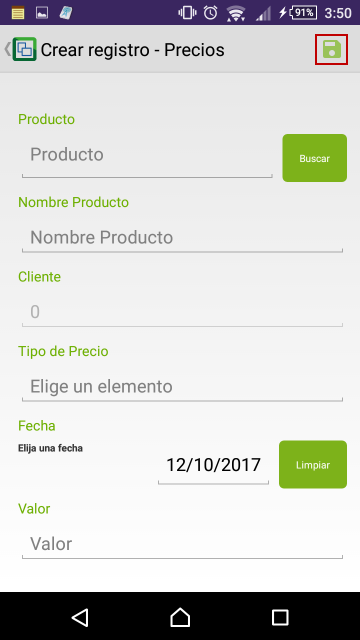 91% 3:50
Crear registro - Precios
Producto
Producto
Buscar
Nombre Producto
Nombre Producto
Cliente
0
Tipo de Precio
Elige un elemento
Fecha
Elija una fecha
12/10/2017
Limpiar
Valor
Valor